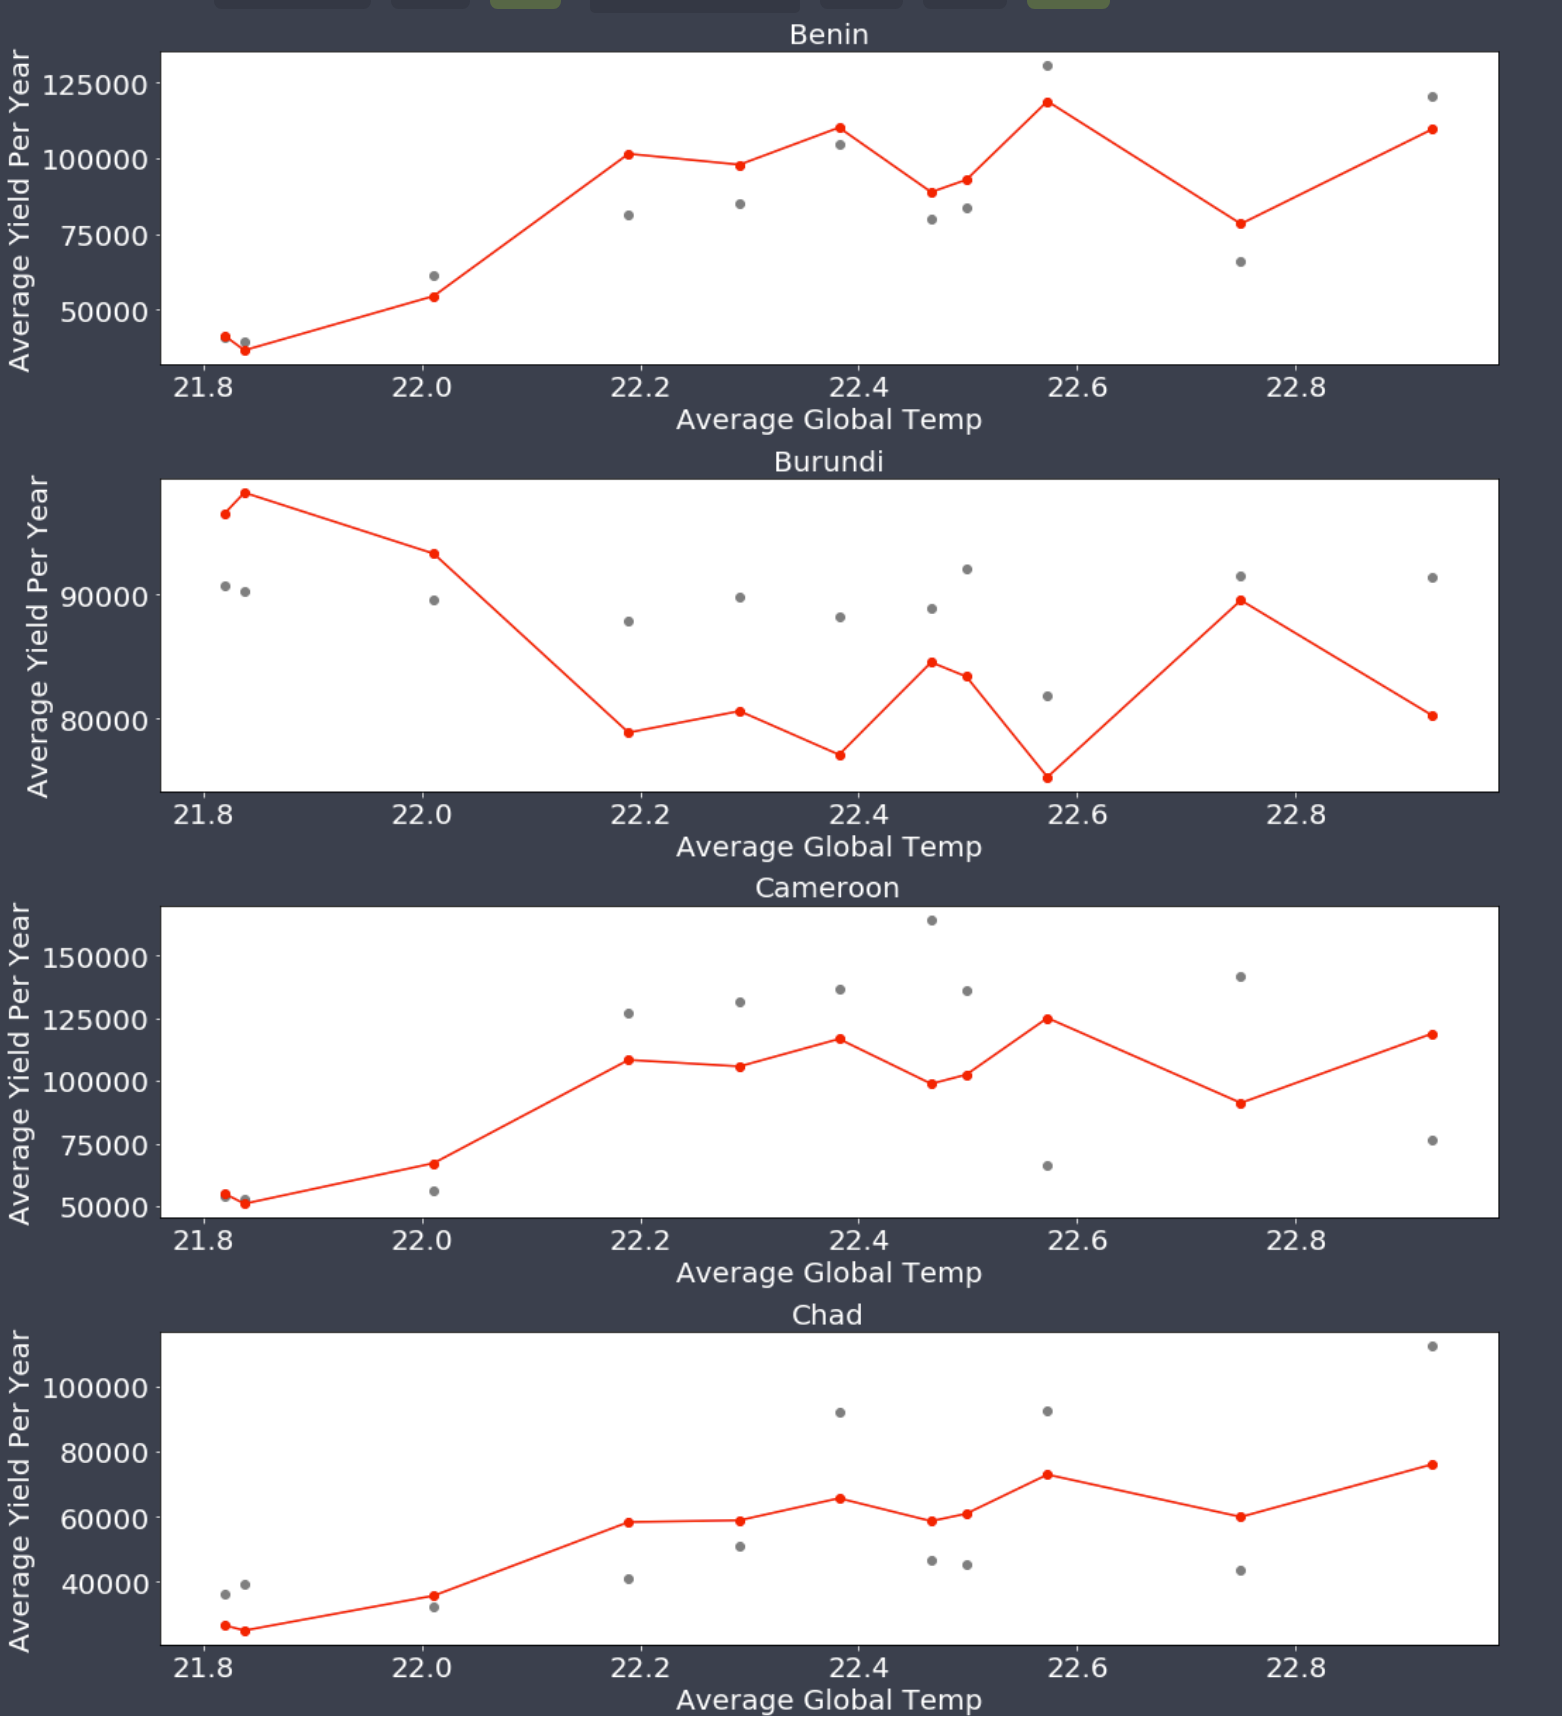 Benin
Average Yield Per Year
125000
100000
75000
50000
21.8 22.0 22.2 22.4 22.6 22.8
Average Global Temp
Burundi
Average Yield Per Year
90000
80000
21.8 22.0 22.2 22.4 22.6 22.8
Average Global Temp
Cameroon
Average Yield Per Year
150000
125000
100000
75000
50000
21.8 22.0 22.2 22.4 22.6 22.8
Average Global Temp
Chad
Average Yield Per Year
100000
80000
60000
40000
21.8 22.0 22.2 22.4 22.6 22.8
Average Global Temp